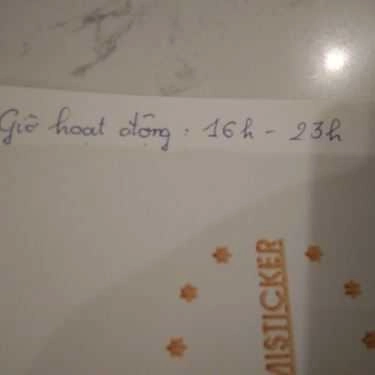 Giờ hoạt động : 16h - 23h
MISTICKER